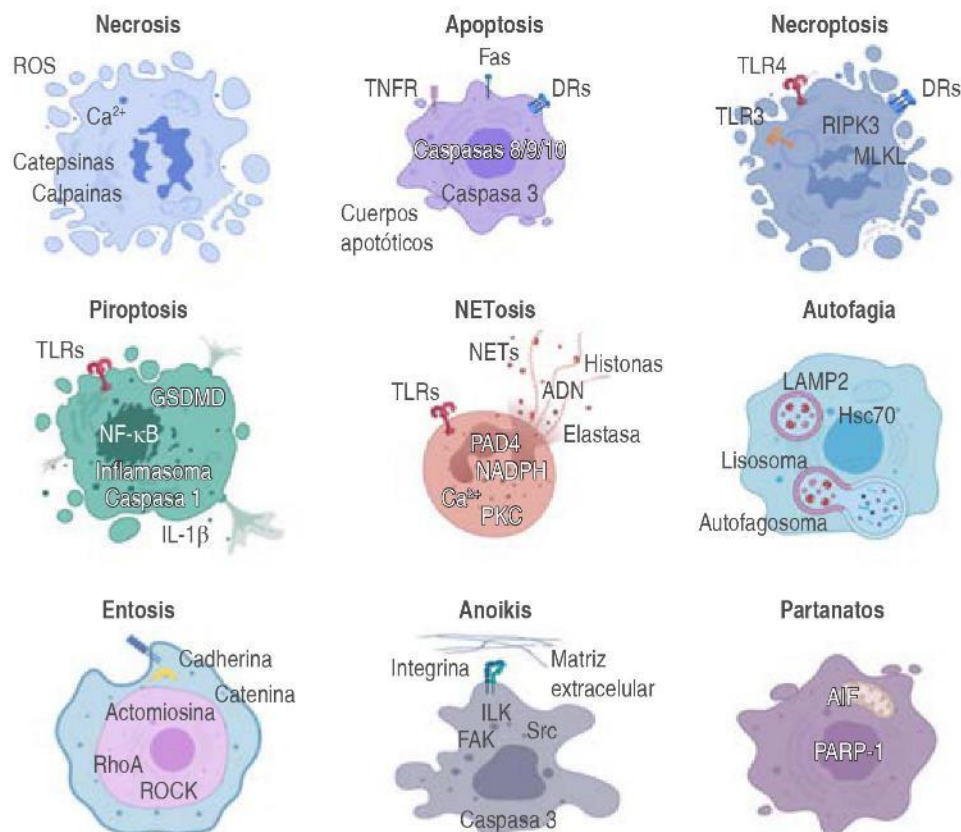 Necrosis
ROS
Ca²⁺
Catepsinas
Calpainas
Apoptosis
Fas
TNFR
DRs
Caspasas 8/9/10
Caspasa 3
Cuerpos
apotóticos
Necroptosis
TLR4
DRs
TLR3
RIPK3
MLKL
Piroptosis
TLRs
GSDMD
NF-κB
Inflamasoma
Caspasa 1
IL-1β
NETosis
NETs
Histonas
TLRs
ADN
Elastasa
PAD4
NADPH
Ca²⁺
PKC
Autofagia
LAMP2
Hsc70
Lisosoma
Autofagosoma
Entosis
Cadherina
Catenina
Actomiosina
RhoA
ROCK
Anoikis
Integrina
Matriz
extracelular
ILK
FAK
Src
Caspasa 3
Partanatos
AIF
PARP-1